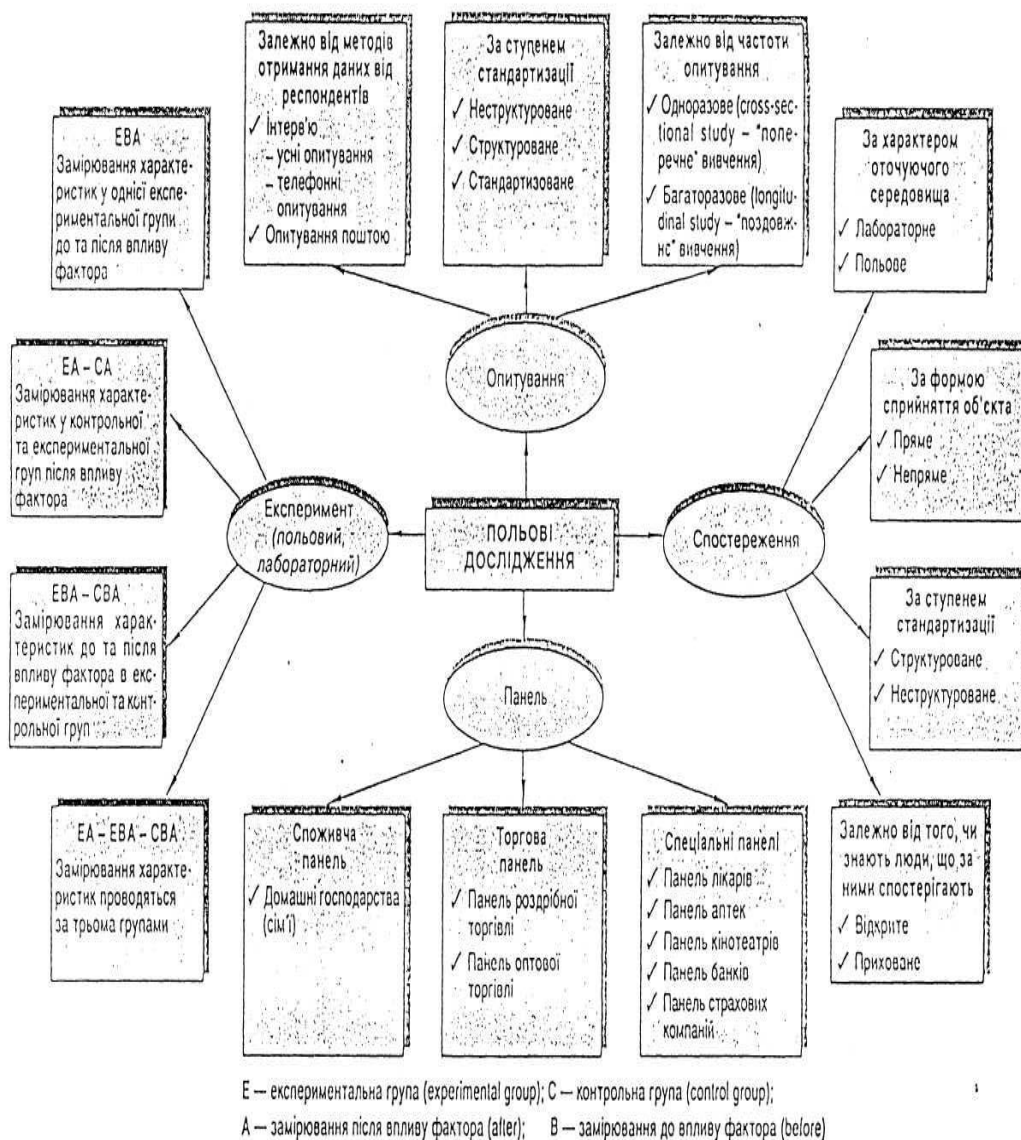 Залежно від методів
отримання даних від
респондентів
✓ Інтерв'ю
– усні опитування
– телефонні
опитування
✓ Опитування поштою
За ступенем
стандартизації
✓ Неструктуроване
✓ Структуроване
✓ Стандартизоване
Залежно від частоти
опитування
✓ Одноразове (cross-sec-
tional study – "попе-
речне" вивчення)
✓ Багаторазове (longitu-
dinal study – "поздовж-
нє" вивчення)
ЕВА
Замірювання характе-
ристик у однієї експе-
риментальної групи
до та після впливу
фактора
За характером
оточуючого
середовища
✓ Лабораторне
✓ Польове
Опитування
ЕА – СА
Замірювання характе-
ристик у контрольної
та експериментальної
груп після впливу
фактора
За формою
сприйняття об'єкта
✓ Пряме
✓ Непряме
Експеримент
(польовий,
лабораторний)
ПОЛЬОВІ
ДОСЛІДЖЕННЯ
Спостереження
ЕВА – СВА
Замірювання харак-
теристик до та після
впливу фактора в екс-
периментальної та конт-
рольної груп
За ступенем
стандартизації
✓ Структуроване
✓ Неструктуроване
Панель
ЕА – ЕВА – СВА
Замірювання характе-
ристик проводяться
за трьома групами
Споживча
панель
✓ Домашні господарства
(сім'ї)
Торгова
панель
✓ Панель роздрібної
торгівлі
✓ Панель оптової
торгівлі
Спеціальні панелі
✓ Панель лікарів
✓ Панель аптек
✓ Панель кінотеатрів
✓ Панель банків
✓ Панель страхових
компаній
Залежно від того, чи
знають люди, що за
ними спостерігають
✓ Відкрите
✓ Приховане
Е — експериментальна група (experimental group); С — контрольна група (control group);
А — замірювання після впливу фактора (after); В — замірювання до впливу фактора (before)